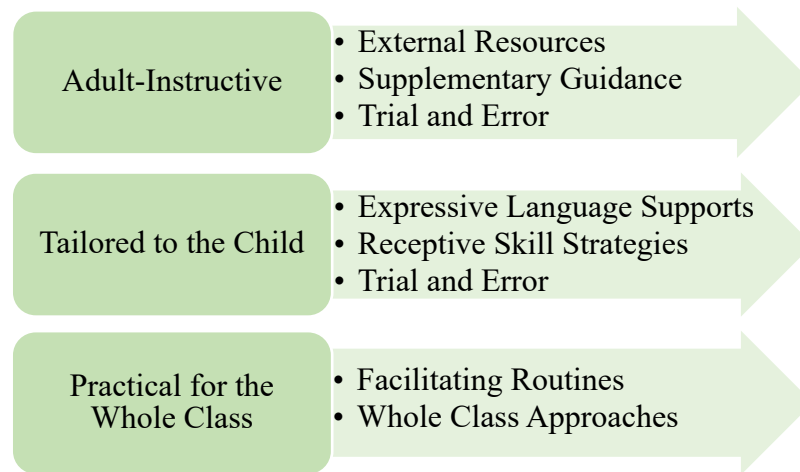 Adult-Instructive
• External Resources
• Supplementary Guidance
• Trial and Error
Tailored to the Child
• Expressive Language Supports
• Receptive Skill Strategies
• Trial and Error
Practical for the
Whole Class
• Facilitating Routines
• Whole Class Approaches